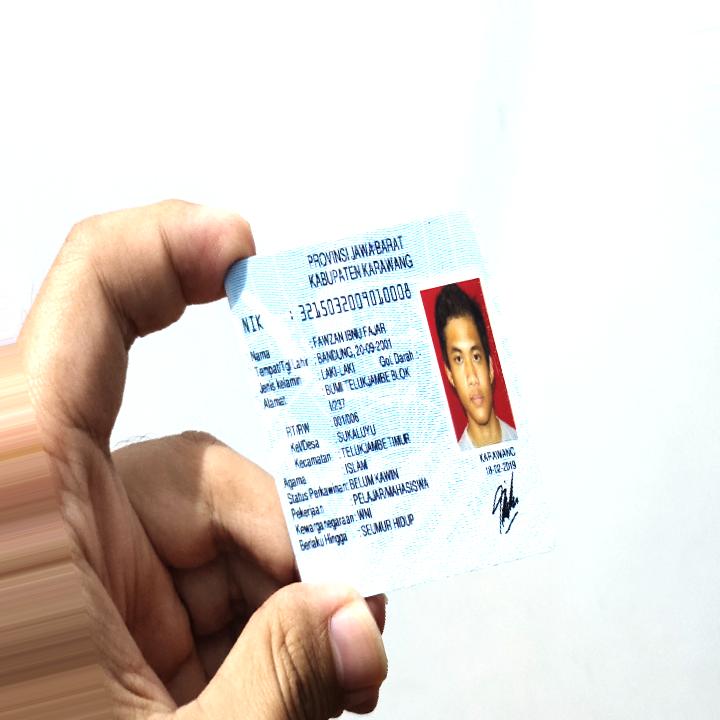 PROVINSI JAWA BARAT
KABUPATEN KARAWANG
NIK : 3215032009010008
Nama : FAWZAN IBNU FAJAR
Tempat/Tgl Lahir : BANDUNG, 20-09-2001
Jenis kelamin : LAKI-LAKI Gol. Darah : -
Alamat : BUMI TELUKJAMBE BLOK
I/237
RT/RW : 001/006
Kel/Desa : SUKALUYU
Kecamatan : TELUKJAMBE TIMUR
Agama : ISLAM
Status Perkawinan : BELUM KAWIN
Pekerjaan : PELAJAR/MAHASISWA
Kewarganegaraan : WNI
Berlaku Hingga : SEUMUR HIDUP
KARAWANG
18-02-2019